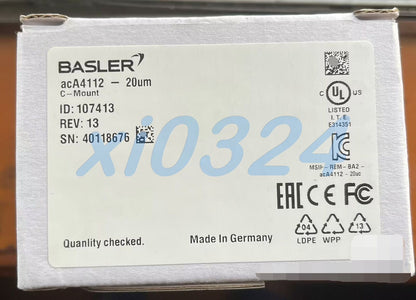 BASLER
acA4112 - 20um
C-Mount
ID: 107413
REV: 13
SN: 40118676
xi0324
C UL US
LISTED
I.T.E.
E314351
MSIP-REM-BA2-
acA4112-20uc
EAC CE FC
04 LDPE
WPP
13
Quanlity checked.
Made In Germany